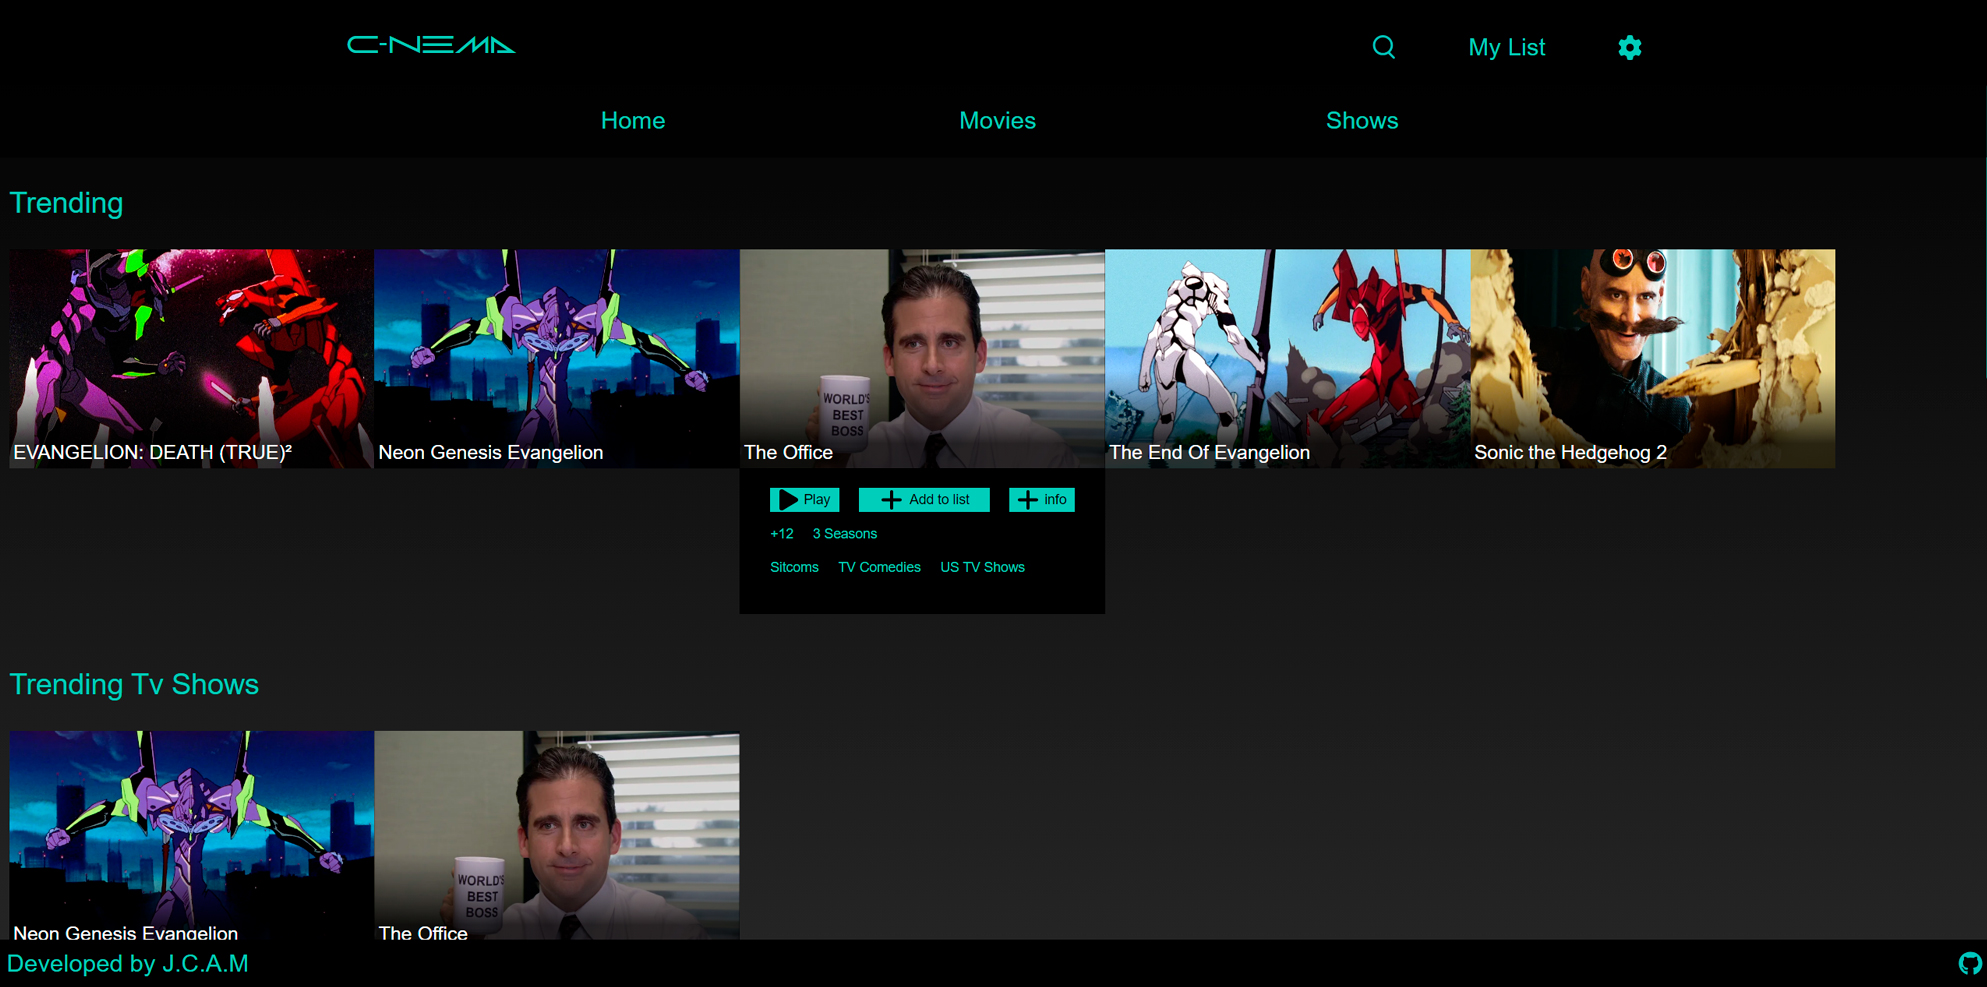 C-NEMA
My List
Home Movies Shows
Trending
WORLD'S
BEST
BOSS
EVANGELION: DEATH (TRUE)²
Neon Genesis Evangelion
The Office
The End Of Evangelion
Sonic the Hedgehog 2
Play
Add to list
info
+12 3 Seasons
Sitcoms TV Comedies US TV Shows
Trending Tv Shows
WORLD'S
BEST
BOSS
Neon Genesis Evangelion
The Office
Developed by J.C.A.M